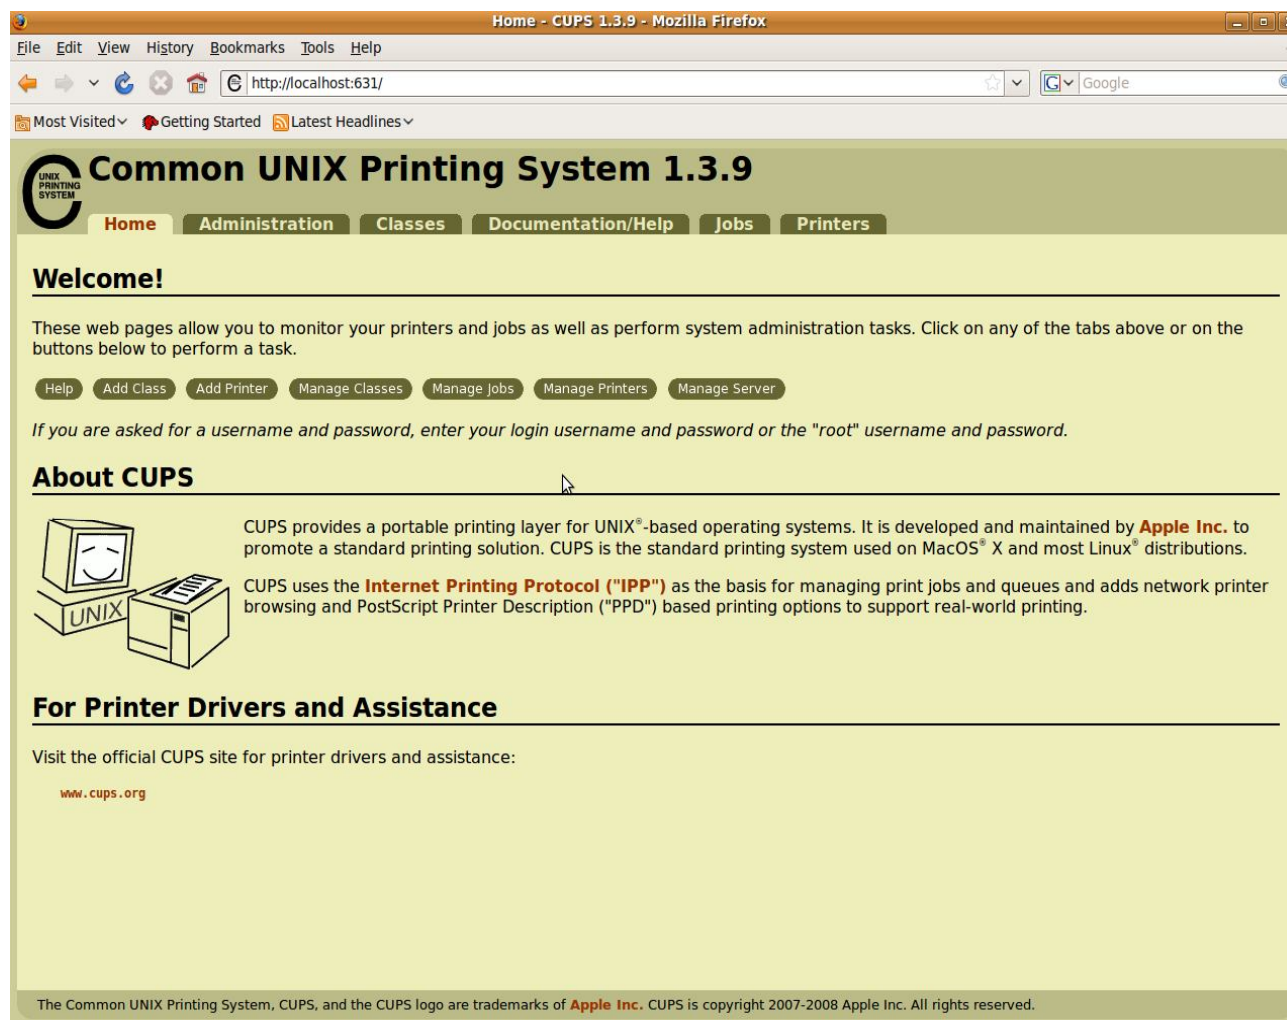 Home - CUPS 1.3.9 - Mozilla Firefox
File Edit View History Bookmarks Tools Help
http://localhost:631/ G Google
Most Visited Getting Started Latest Headlines
UNIX
PRINTING
SYSTEM
Common UNIX Printing System 1.3.9
Home Administration Classes Documentation/Help Jobs Printers
Welcome!
These web pages allow you to monitor your printers and jobs as well as perform system administration tasks. Click on any of the tabs above or on the
buttons below to perform a task.
Help Add Class Add Printer Manage Classes Manage Jobs Manage Printers Manage Server
If you are asked for a username and password, enter your login username and password or the "root" username and password.
About CUPS
CUPS provides a portable printing layer for UNIX®-based operating systems. It is developed and maintained by Apple Inc. to
promote a standard printing solution. CUPS is the standard printing system used on MacOS® X and most Linux® distributions.
CUPS uses the Internet Printing Protocol ("IPP") as the basis for managing print jobs and queues and adds network printer
browsing and PostScript Printer Description ("PPD") based printing options to support real-world printing.
UNIX
For Printer Drivers and Assistance
Visit the official CUPS site for printer drivers and assistance:
www.cups.org
The Common UNIX Printing System, CUPS, and the CUPS logo are trademarks of Apple Inc. CUPS is copyright 2007-2008 Apple Inc. All rights reserved.